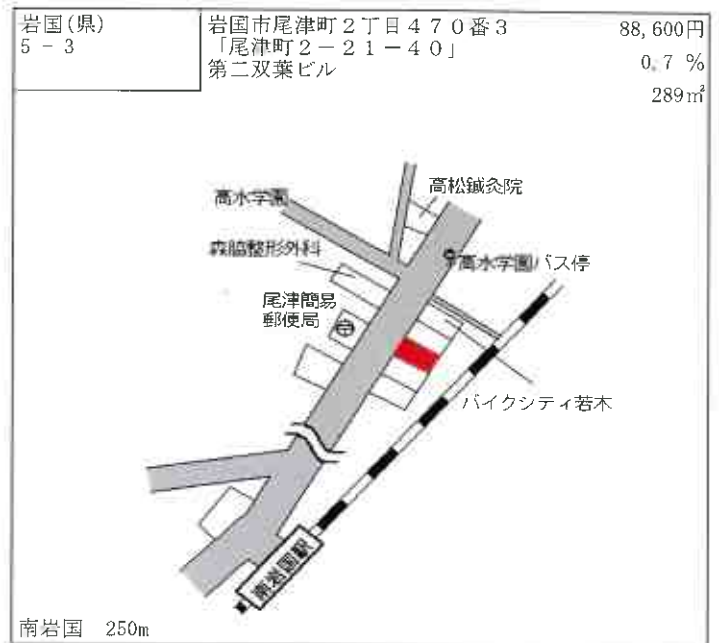 岩国(県)
5－3
岩国市尾津町２丁目４７０番３
「尾津町２－２１－４０」
第二双葉ビル
88,600円
0.7 %
289㎡
高松鍼灸院
高水学園
森脇整形外科
高水学園バス停
尾津簡易
郵便局
バイクシティ若木
南岩国駅
南岩国　250m